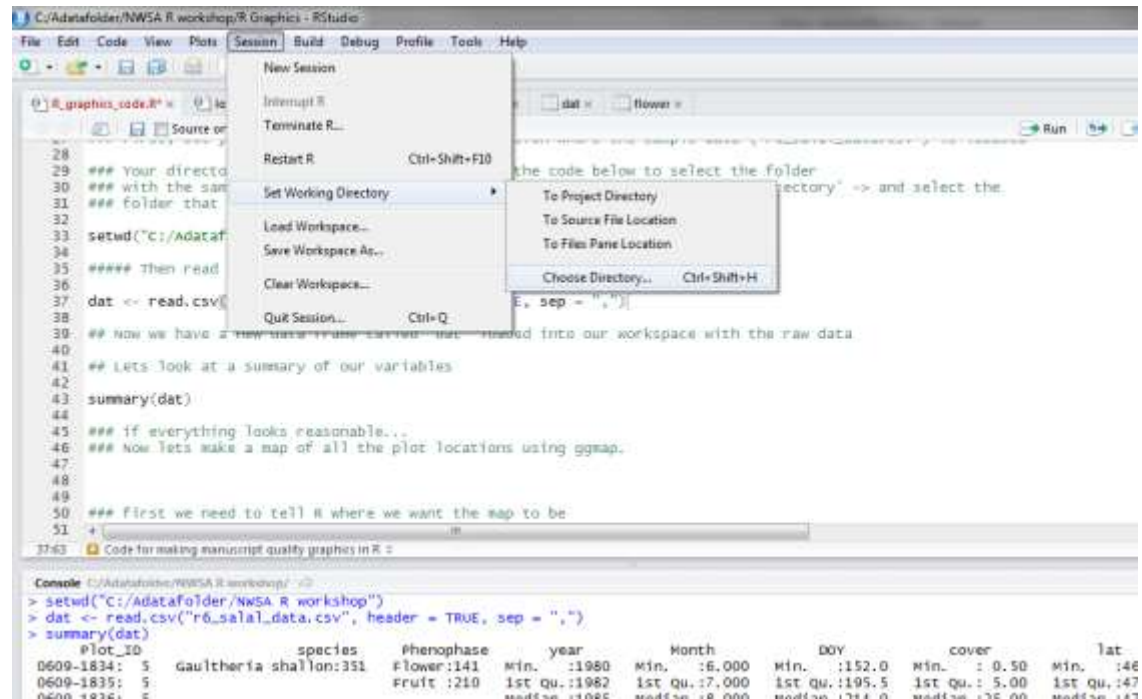 C:/Adatafolder/NWSA R workshop/R Graphics - RStudio
File Edit Code View Plots Session Build Debug Profile Tools Help
New Session
Interrupt R
Terminate R...
Restart R Ctrl+Shift+F10
Set Working Directory
Load Workspace...
Save Workspace As...
Clear Workspace...
Quit Session... Ctrl+Q
To Project Directory
To Source File Location
To Files Pane Location
Choose Directory... Ctrl+Shift+H
R_graphics_code.R* × dat × flower ×
Source Run
28
29 ### Your directo the code below to select the folder
30 ### with the sam ectory' -> and select the
31 ### folder that
32
33 setwd("C:/Adataf
34
35 ##### Then read
36
37 dat <- read.csv( E, sep = ",")
38
39 ## Now we have a new data frame called "dat" loaded into our workspace with the raw data
40
41 ## Lets look at a summary of our variables
42
43 summary(dat)
44
45 ### if everything looks reasonable...
46 ### Now lets make a map of all the plot locations using ggmap.
47
48
49
50 ### first we need to tell R where we want the map to be
51
37:63 Code for making manuscript quality graphics in R
Console C:/Adatafolder/NWSA R workshop/
> setwd("C:/Adatafolder/NWSA R workshop")
> dat <- read.csv("r6_salal_data.csv", header = TRUE, sep = ",")
> summary(dat)
Plot_ID species Phenophase year Month DOY cover lat
0609-1834: 5 Gaultheria shallon:351 Flower:141 Min. :1980 Min. :6.000 Min. :152.0 Min. : 0.50 Min. :46
0609-1835: 5 Fruit :210 1st Qu.:1982 1st Qu.:7.000 1st Qu.:195.5 1st Qu.: 5.00 1st Qu.:47